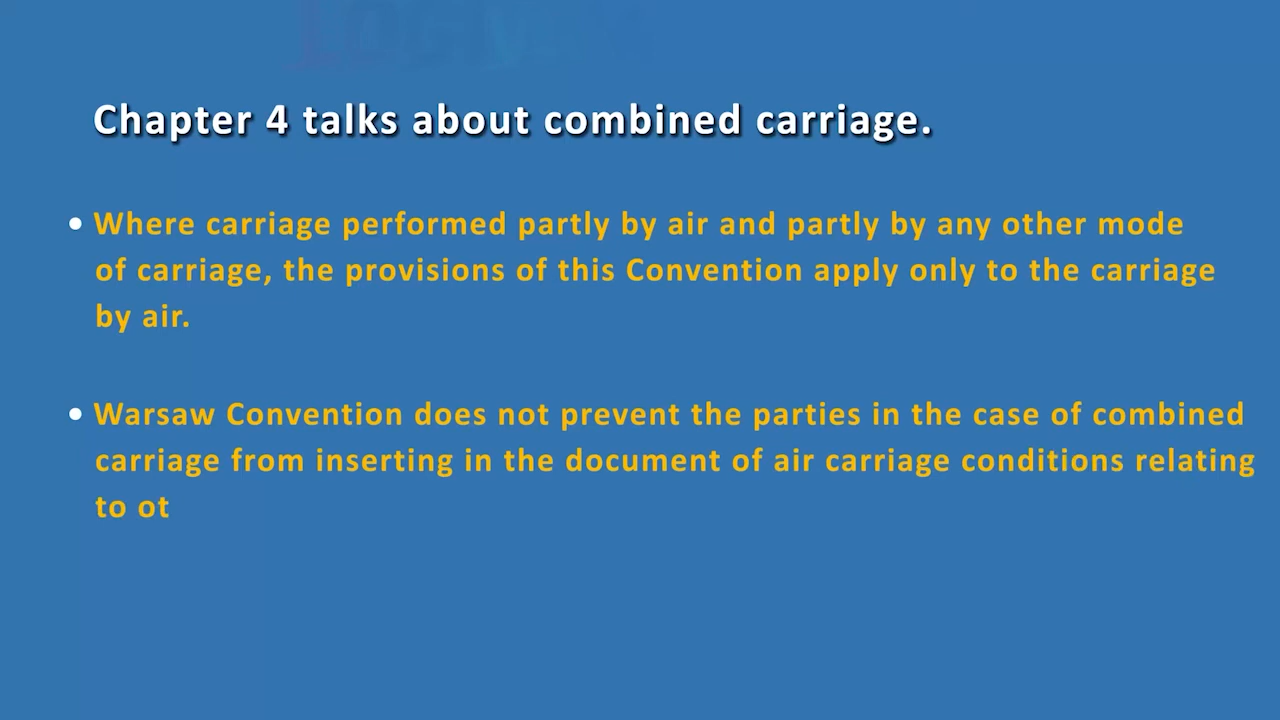 Chapter 4 talks about combined carriage.
• Where carriage performed partly by air and partly by any other mode
of carriage, the provisions of this Convention apply only to the carriage
by air.
• Warsaw Convention does not prevent the parties in the case of combined
carriage from inserting in the document of air carriage conditions relating
to ot